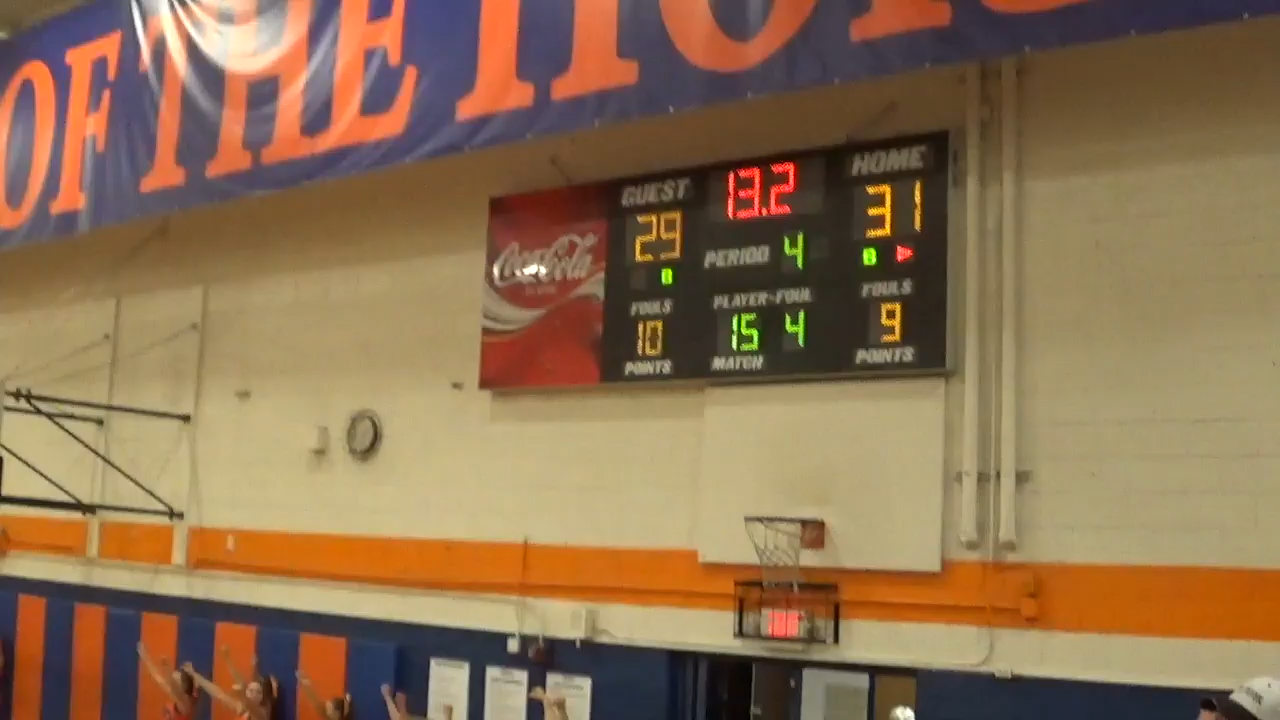 OF THE
GUEST 13.2 HOME
29 31
PERIOD 4
B B
FOULS PLAYER-FOUL FOULS
10 15 4 9
POINTS MATCH POINTS
Coca-Cola